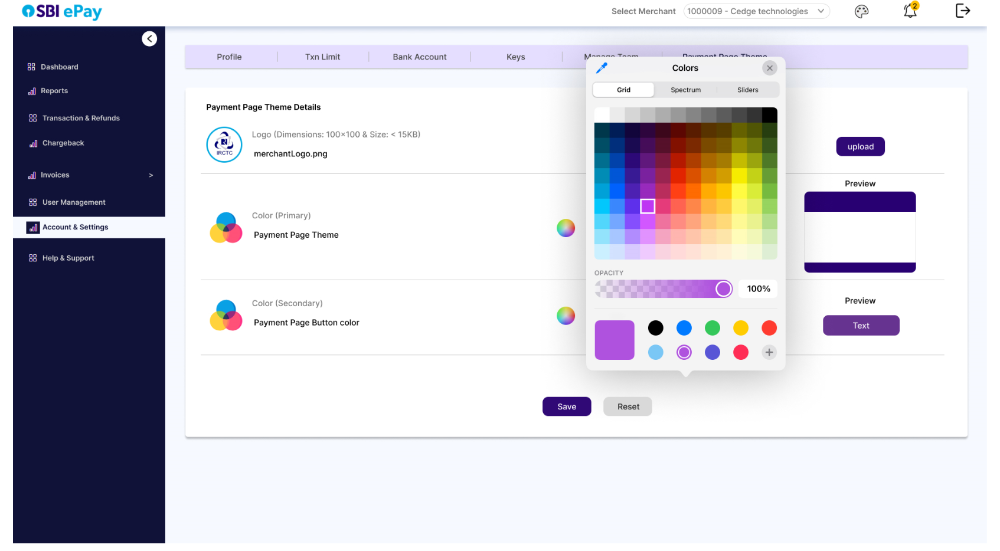 SBI ePay
Select Merchant 1000009 - Cedge technologies 2
Dashboard
Reports
Transaction & Refunds
Chargeback
Invoices >
User Management
Account & Settings
Help & Support
Profile Txn Limit Bank Account Keys Manage Team Payment Page Theme
Payment Page Theme Details
IRCTC
Logo (Dimensions: 100x100 & Size: < 15KB)
merchantLogo.png
upload
Color (Primary)
Payment Page Theme
Preview
Color (Secondary)
Payment Page Button color
Preview
Text
Save Reset
Colors
Grid Spectrum Sliders
OPACITY
100%